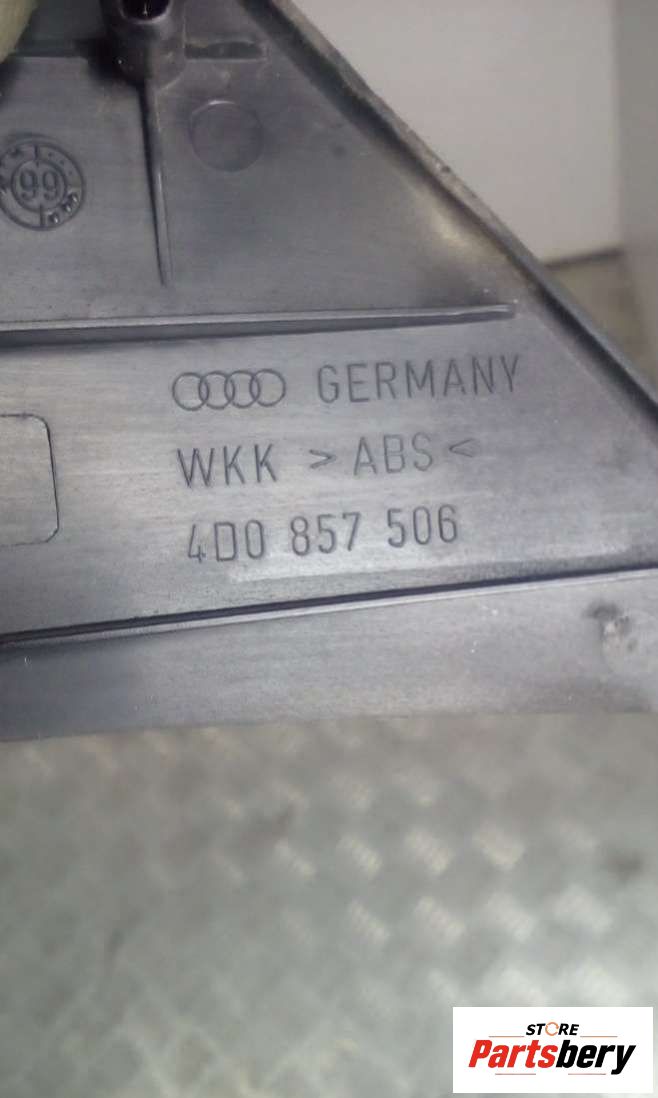 99
GERMANY
WKK > ABS <
4D0 857 506
STORE
Partsbery